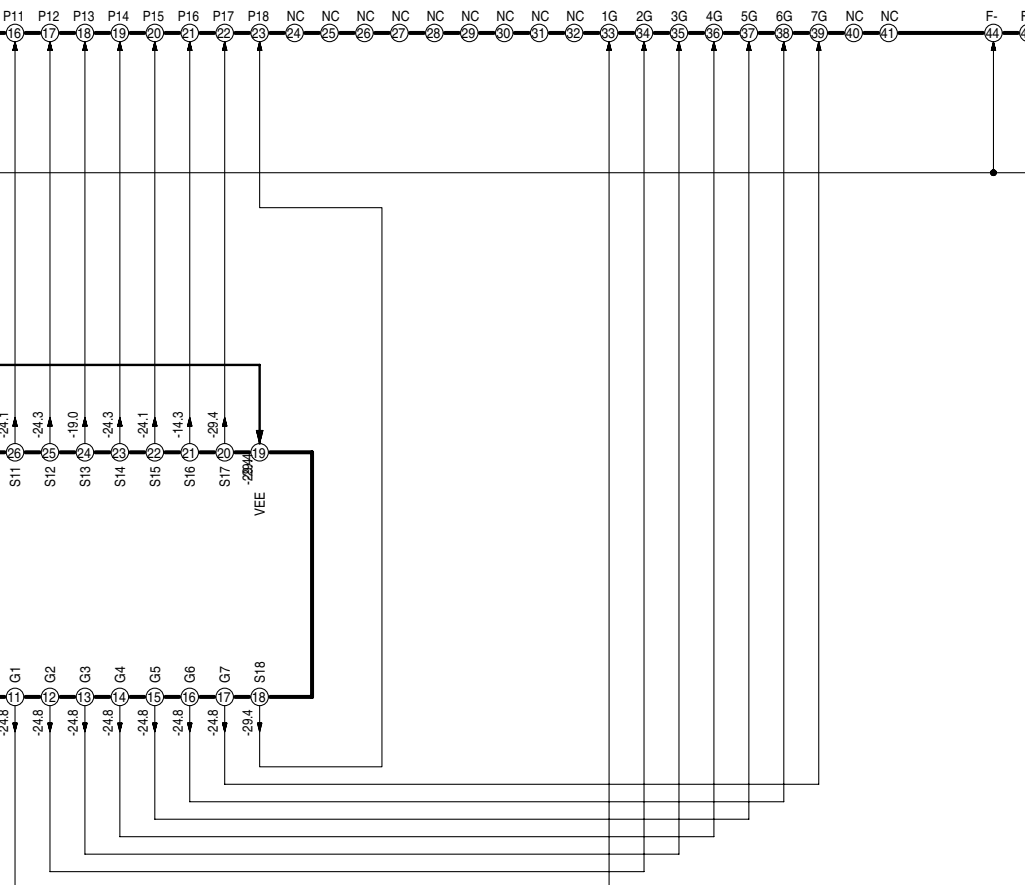 P11 P12 P13 P14 P15 P16 P17 P18 NC NC NC NC NC NC NC NC NC 1G 2G 3G 4G 5G 6G 7G NC NC F-
16 17 18 19 20 21 22 23 24 25 26 27 28 29 30 31 32 33 34 35 36 37 38 39 40 41 44
-24.1 -24.3 -19.0 -24.3 -24.1 -14.3 -29.4
26 25 24 23 22 21 20 19
S11 S12 S13 S14 S15 S16 S17
VEE
G1 G2 G3 G4 G5 G6 G7 S18
11 12 13 14 15 16 17 18
-24.8 -24.8 -24.8 -24.8 -24.8 -24.8 -24.8 -29.4